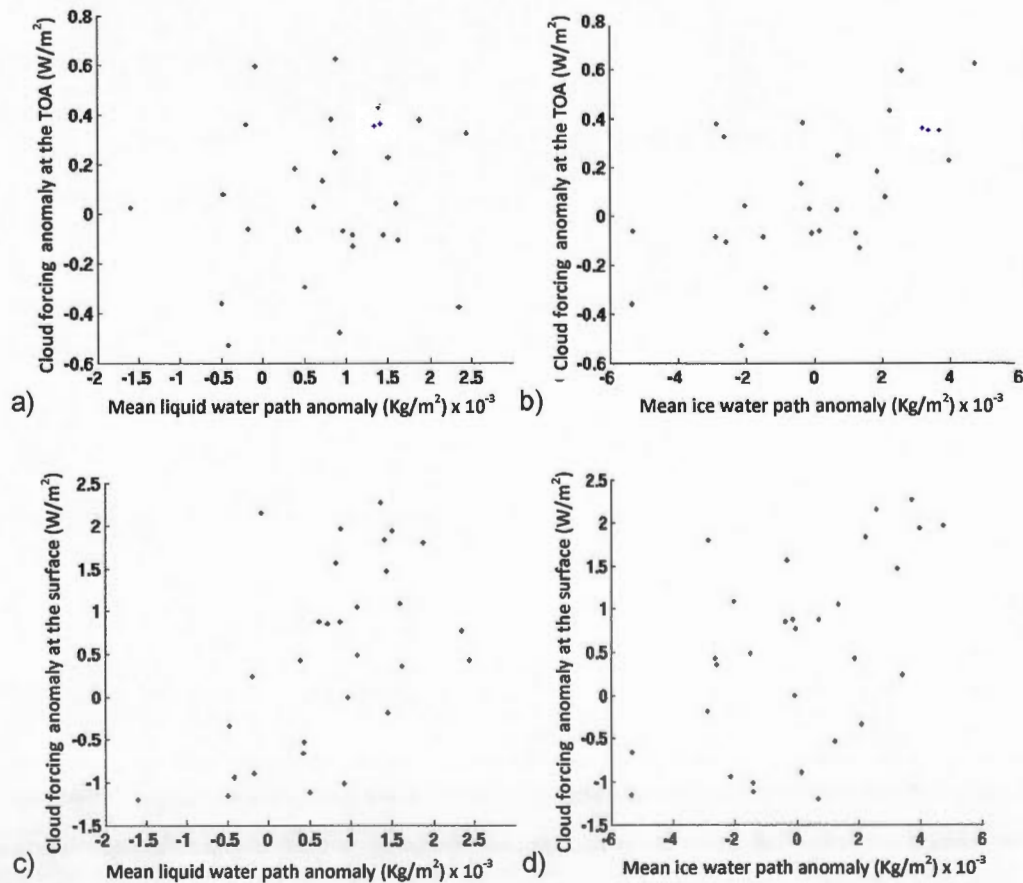 Cloud forcing anomaly at the TOA (W/m²)
0.8
0.6
0.4
0.2
0
-0.2
-0.4
-0.6
-2 -1.5 -1 -0.5 0 0.5 1 1.5 2 2.5
a) Mean liquid water path anomaly (Kg/m²) x 10⁻³
Cloud forcing anomaly at the TOA (W/m²)
0.8
0.6
0.4
0.2
0
-0.2
-0.4
-0.6
-6 -4 -2 0 2 4 6
b) Mean ice water path anomaly (Kg/m²) x 10⁻³
Cloud forcing anomaly at the surface (W/m²)
2.5
2
1.5
1
0.5
0
-0.5
-1
-1.5
-2 -1.5 -1 -0.5 0 0.5 1 1.5 2 2.5
c) Mean liquid water path anomaly (Kg/m²) x 10⁻³
Cloud forcing anomaly at the surface (W/m²)
2.5
2
1.5
1
0.5
0
-0.5
-1
-1.5
-6 -4 -2 0 2 4 6
d) Mean ice water path anomaly (Kg/m²) x 10⁻³